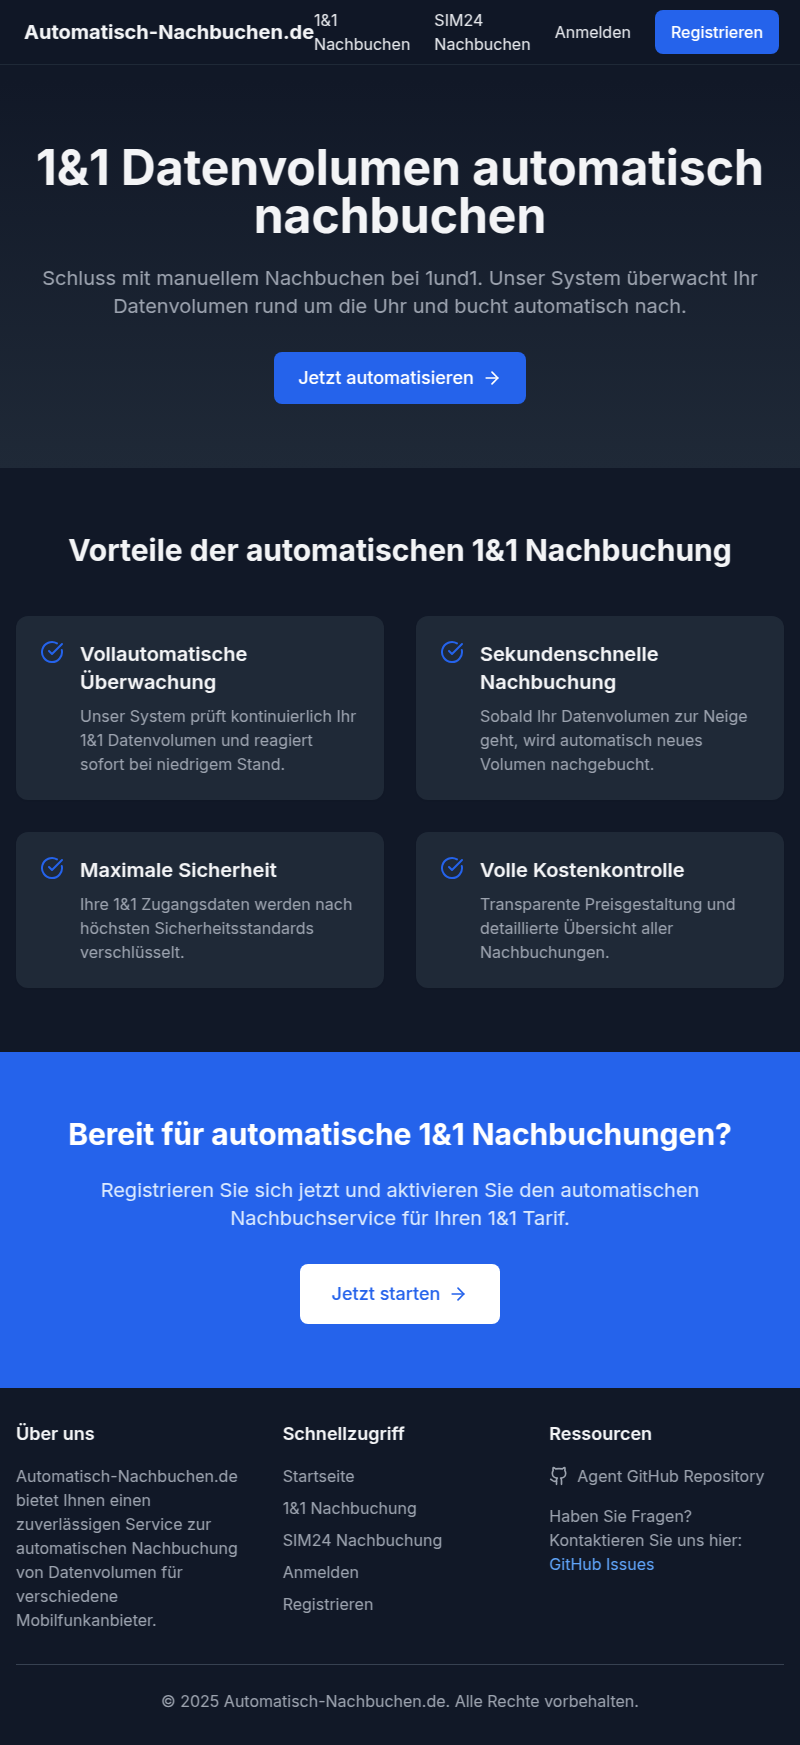 Automatisch-Nachbuchen.de
1&1
Nachbuchen
SIM24
Nachbuchen
Anmelden
Registrieren
1&1 Datenvolumen automatisch
nachbuchen
Schluss mit manuellem Nachbuchen bei 1und1. Unser System überwacht Ihr
Datenvolumen rund um die Uhr und bucht automatisch nach.
Jetzt automatisieren
Vorteile der automatischen 1&1 Nachbuchung
Vollautomatische
Überwachung
Unser System prüft kontinuierlich Ihr
1&1 Datenvolumen und reagiert
sofort bei niedrigem Stand.
Sekundenschnelle
Nachbuchung
Sobald Ihr Datenvolumen zur Neige
geht, wird automatisch neues
Volumen nachgebucht.
Maximale Sicherheit
Ihre 1&1 Zugangsdaten werden nach
höchsten Sicherheitsstandards
verschlüsselt.
Volle Kostenkontrolle
Transparente Preisgestaltung und
detaillierte Übersicht aller
Nachbuchungen.
Bereit für automatische 1&1 Nachbuchungen?
Registrieren Sie sich jetzt und aktivieren Sie den automatischen
Nachbuchservice für Ihren 1&1 Tarif.
Jetzt starten
Über uns
Automatisch-Nachbuchen.de
bietet Ihnen einen
zuverlässigen Service zur
automatischen Nachbuchung
von Datenvolumen für
verschiedene
Mobilfunkanbieter.
Schnellzugriff
Startseite
1&1 Nachbuchung
SIM24 Nachbuchung
Anmelden
Registrieren
Ressourcen
Agent GitHub Repository
Haben Sie Fragen?
Kontaktieren Sie uns hier:
GitHub Issues
© 2025 Automatisch-Nachbuchen.de. Alle Rechte vorbehalten.